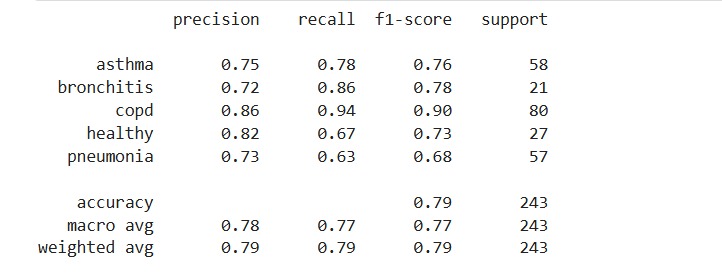 precision recall f1-score support
asthma 0.75 0.78 0.76 58
bronchitis 0.72 0.86 0.78 21
copd 0.86 0.94 0.90 80
healthy 0.82 0.67 0.73 27
pneumonia 0.73 0.63 0.68 57
accuracy 0.79 243
macro avg 0.78 0.77 0.77 243
weighted avg 0.79 0.79 0.79 243